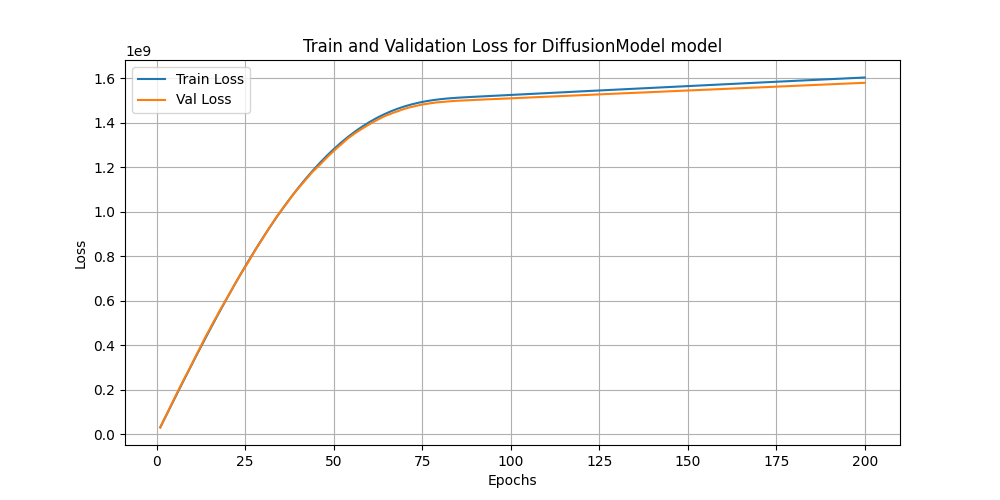 Train and Validation Loss for DiffusionModel model
1e9
Train Loss
Val Loss
1.6
1.4
1.2
1.0
0.8
0.6
0.4
0.2
0.0
Loss
0 25 50 75 100 125 150 175 200
Epochs